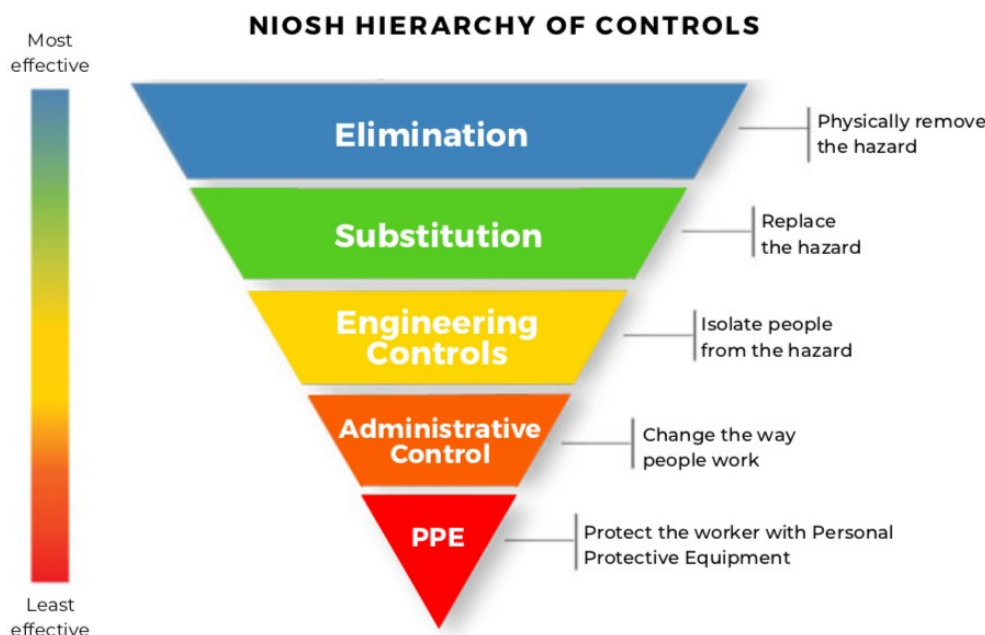 NIOSH HIERARCHY OF CONTROLS
Most
effective
Elimination
Physically remove
the hazard
Substitution
Replace
the hazard
Engineering
Controls
Isolate people
from the hazard
Administrative
Control
Change the way
people work
PPE
Protect the worker with Personal
Protective Equipment
Least
effective